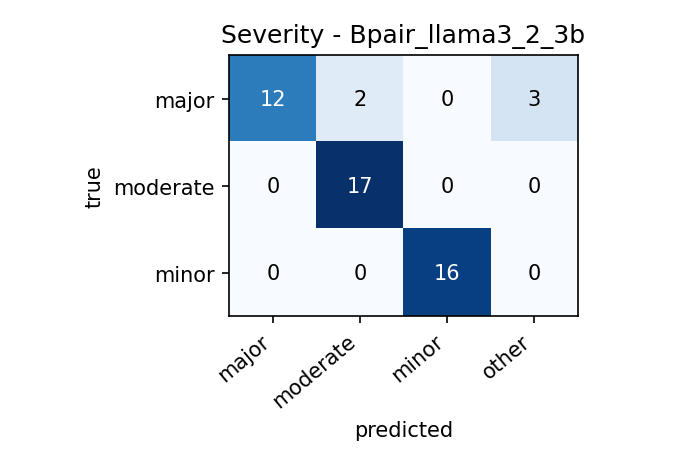 Severity - Bpair_llama3_2_3b
true
major 12 2 0 3
moderate 0 17 0 0
minor 0 0 16 0
major moderate minor other
predicted